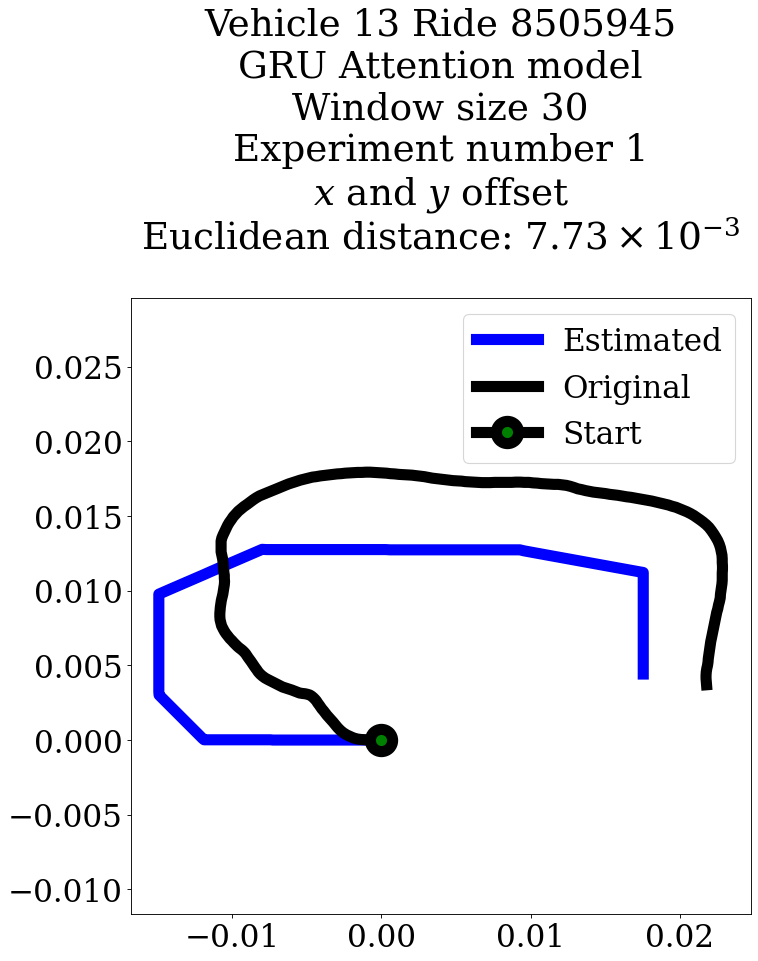 Vehicle 13 Ride 8505945
GRU Attention model
Window size 30
Experiment number 1
x and y offset
Euclidean distance: 7.73 × 10⁻³
Estimated
Original
Start
0.025
0.020
0.015
0.010
0.005
0.000
−0.005
−0.010
−0.01 0.00 0.01 0.02